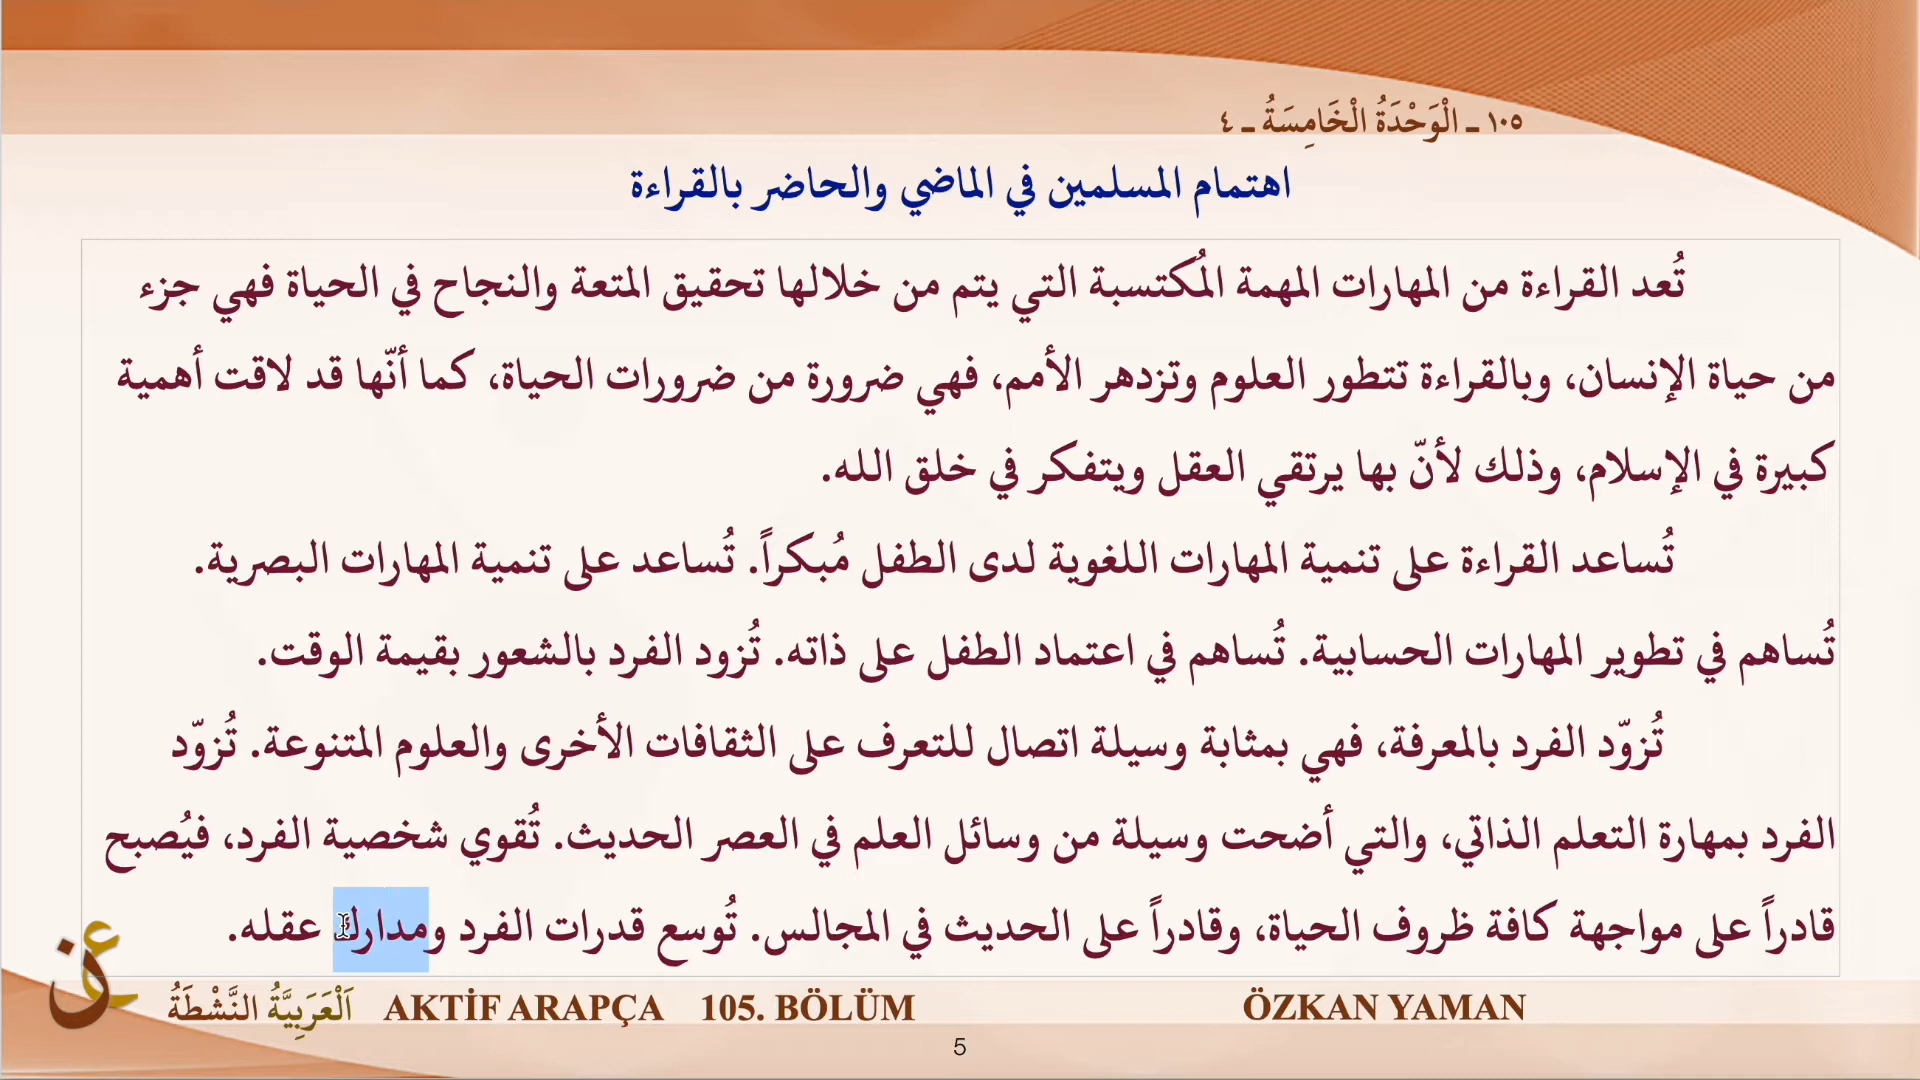 ١٠٥ ـ الْوَحْدَةُ الْخَامِسَةُ ـ ٤
اهتمام المسلمين في الماضي والحاضر بالقراءة
تُعد القراءة من المهارات المهمة المُكتسبة التي يتم من خلالها تحقيق المتعة والنجاح في الحياة فهي جزء
من حياة الإنسان، وبالقراءة تتطور العلوم وتزدهر الأمم، فهي ضرورة من ضرورات الحياة، كما أنّها قد لاقت أهمية
كبيرة في الإسلام، وذلك لأنّ بها يرتقي العقل ويتفكر في خلق الله.
تُساعد القراءة على تنمية المهارات اللغوية لدى الطفل مُبكراً. تُساعد على تنمية المهارات البصرية.
تُساهم في تطوير المهارات الحسابية. تُساهم في اعتماد الطفل على ذاته. تُزود الفرد بالشعور بقيمة الوقت.
تُزوّد الفرد بالمعرفة، فهي بمثابة وسيلة اتصال للتعرف على الثقافات الأخرى والعلوم المتنوعة. تُزوّد
الفرد بمهارة التعلم الذاتي، والتي أضحت وسيلة من وسائل العلم في العصر الحديث. تُقوي شخصية الفرد، فيُصبح
قادراً على مواجهة كافة ظروف الحياة، وقادراً على الحديث في المجالس. تُوسع قدرات الفرد ومدارك عقله.
اَلْعَرَبِيَّةُ النَّشْطَةُ AKTİF ARAPÇA 105. BÖLÜM ÖZKAN YAMAN
5